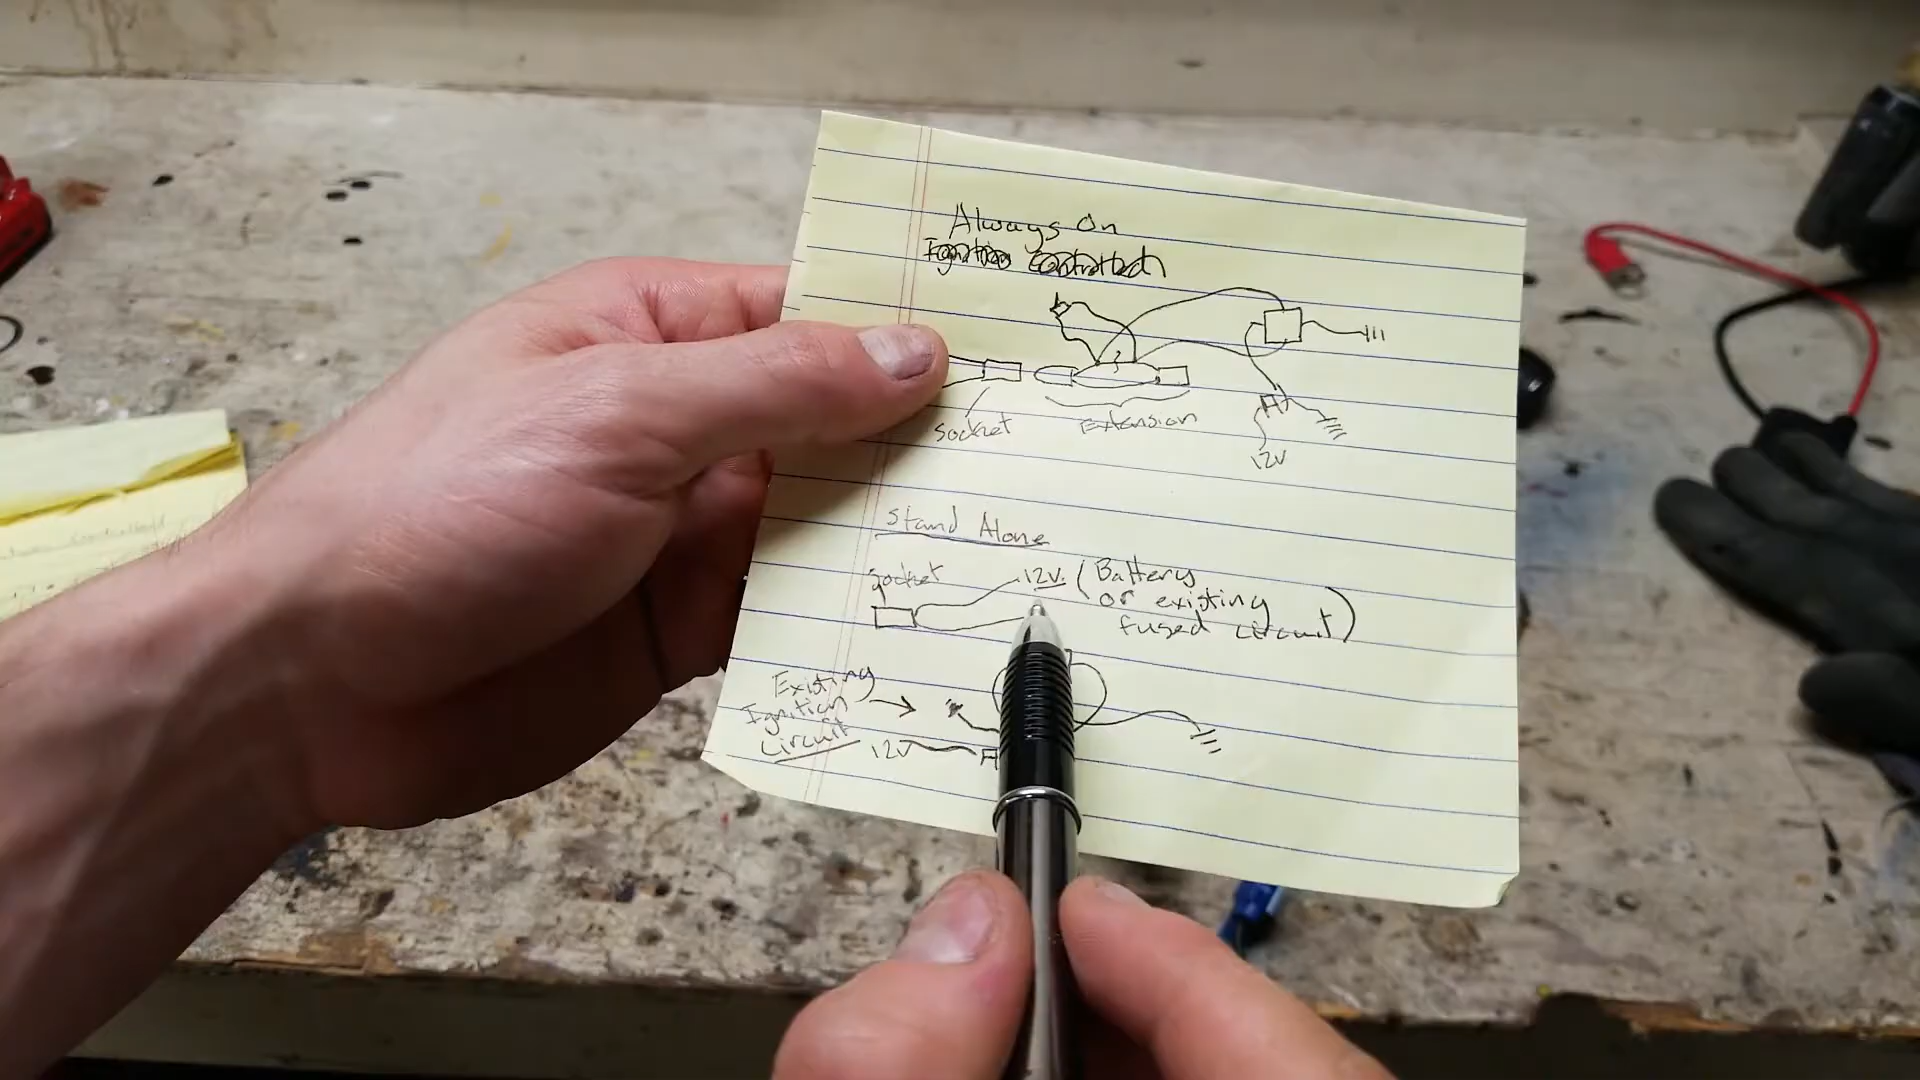 Always On
Ignition Controlled
socket
Extension
12V
Stand Alone
socket
12V. (Battery
or existing
fused circuit)
Existing
Ignition
Circuit
12V